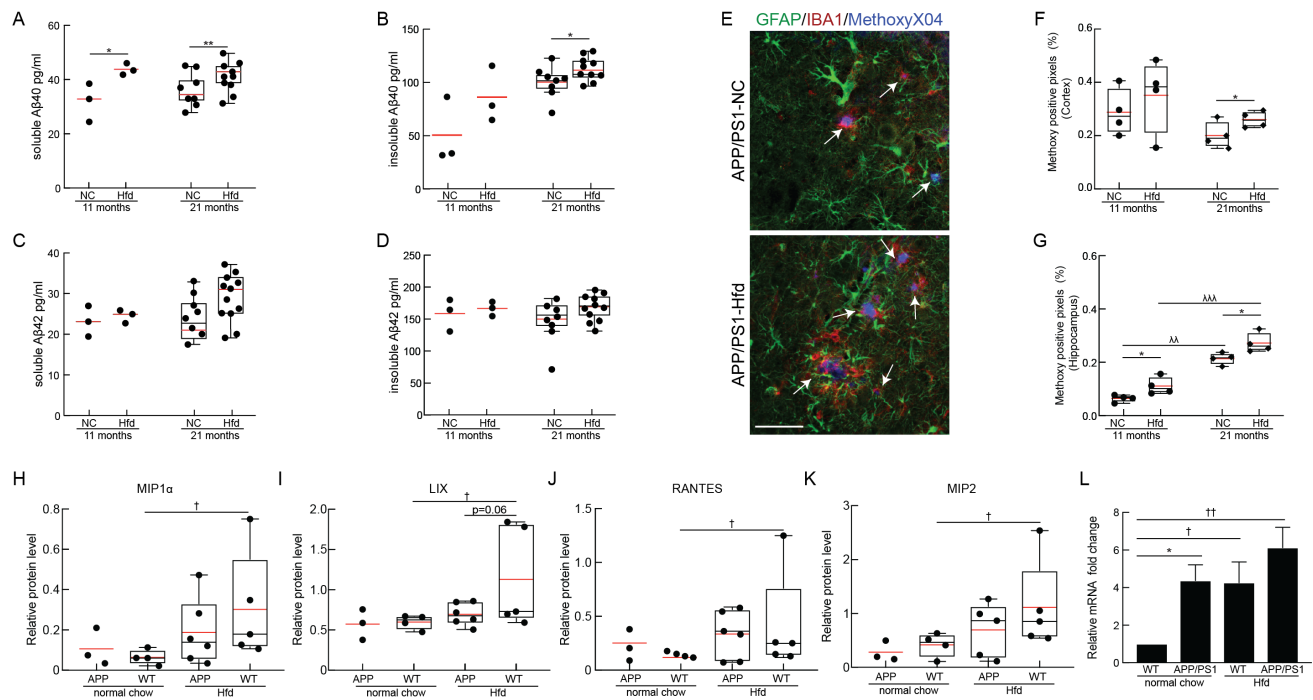 A
60
40
20
0
soluble Aβ40 pg/ml
*
**
NC Hfd NC Hfd
11 months 21 months
B
150
100
50
0
insoluble Aβ40 pg/ml
*
NC Hfd NC Hfd
11 months 21 months
C
40
30
20
10
0
soluble Aβ42 pg/ml
NC Hfd NC Hfd
11 months 21 months
D
250
200
150
100
50
0
insoluble Aβ42 pg/ml
NC Hfd NC Hfd
11 months 21 months
E
GFAP/IBA1/MethoxyX04
APP/PS1-NC
APP/PS1-Hfd
F
0.6
0.4
0.2
0.0
Methoxy positive pixels (%)
(Cortex)
*
NC Hfd NC Hfd
11 months 21months
G
0.6
0.4
0.2
0.0
Methoxy positive pixels (%)
(Hippocampus)
λλλ
λλ
*
*
NC Hfd NC Hfd
11 months 21 months
H
MIP1α
0.8
0.6
0.4
0.2
0.0
Relative protein level
†
APP WT APP WT
normal chow Hfd
I
LIX
2.0
1.5
1.0
0.5
0.0
Relative protein level
†
p=0.06
APP WT APP WT
normal chow Hfd
J
RANTES
1.5
1.0
0.5
0.0
Relative protein level
†
APP WT APP WT
normal chow Hfd
K
MIP2
3
2
1
0
Relative protein level
†
APP WT APP WT
normal chow Hfd
L
8
6
4
2
0
Relative mRNA fold change
††
†
*
WT APP/PS1 WT APP/PS1
normal chow Hfd